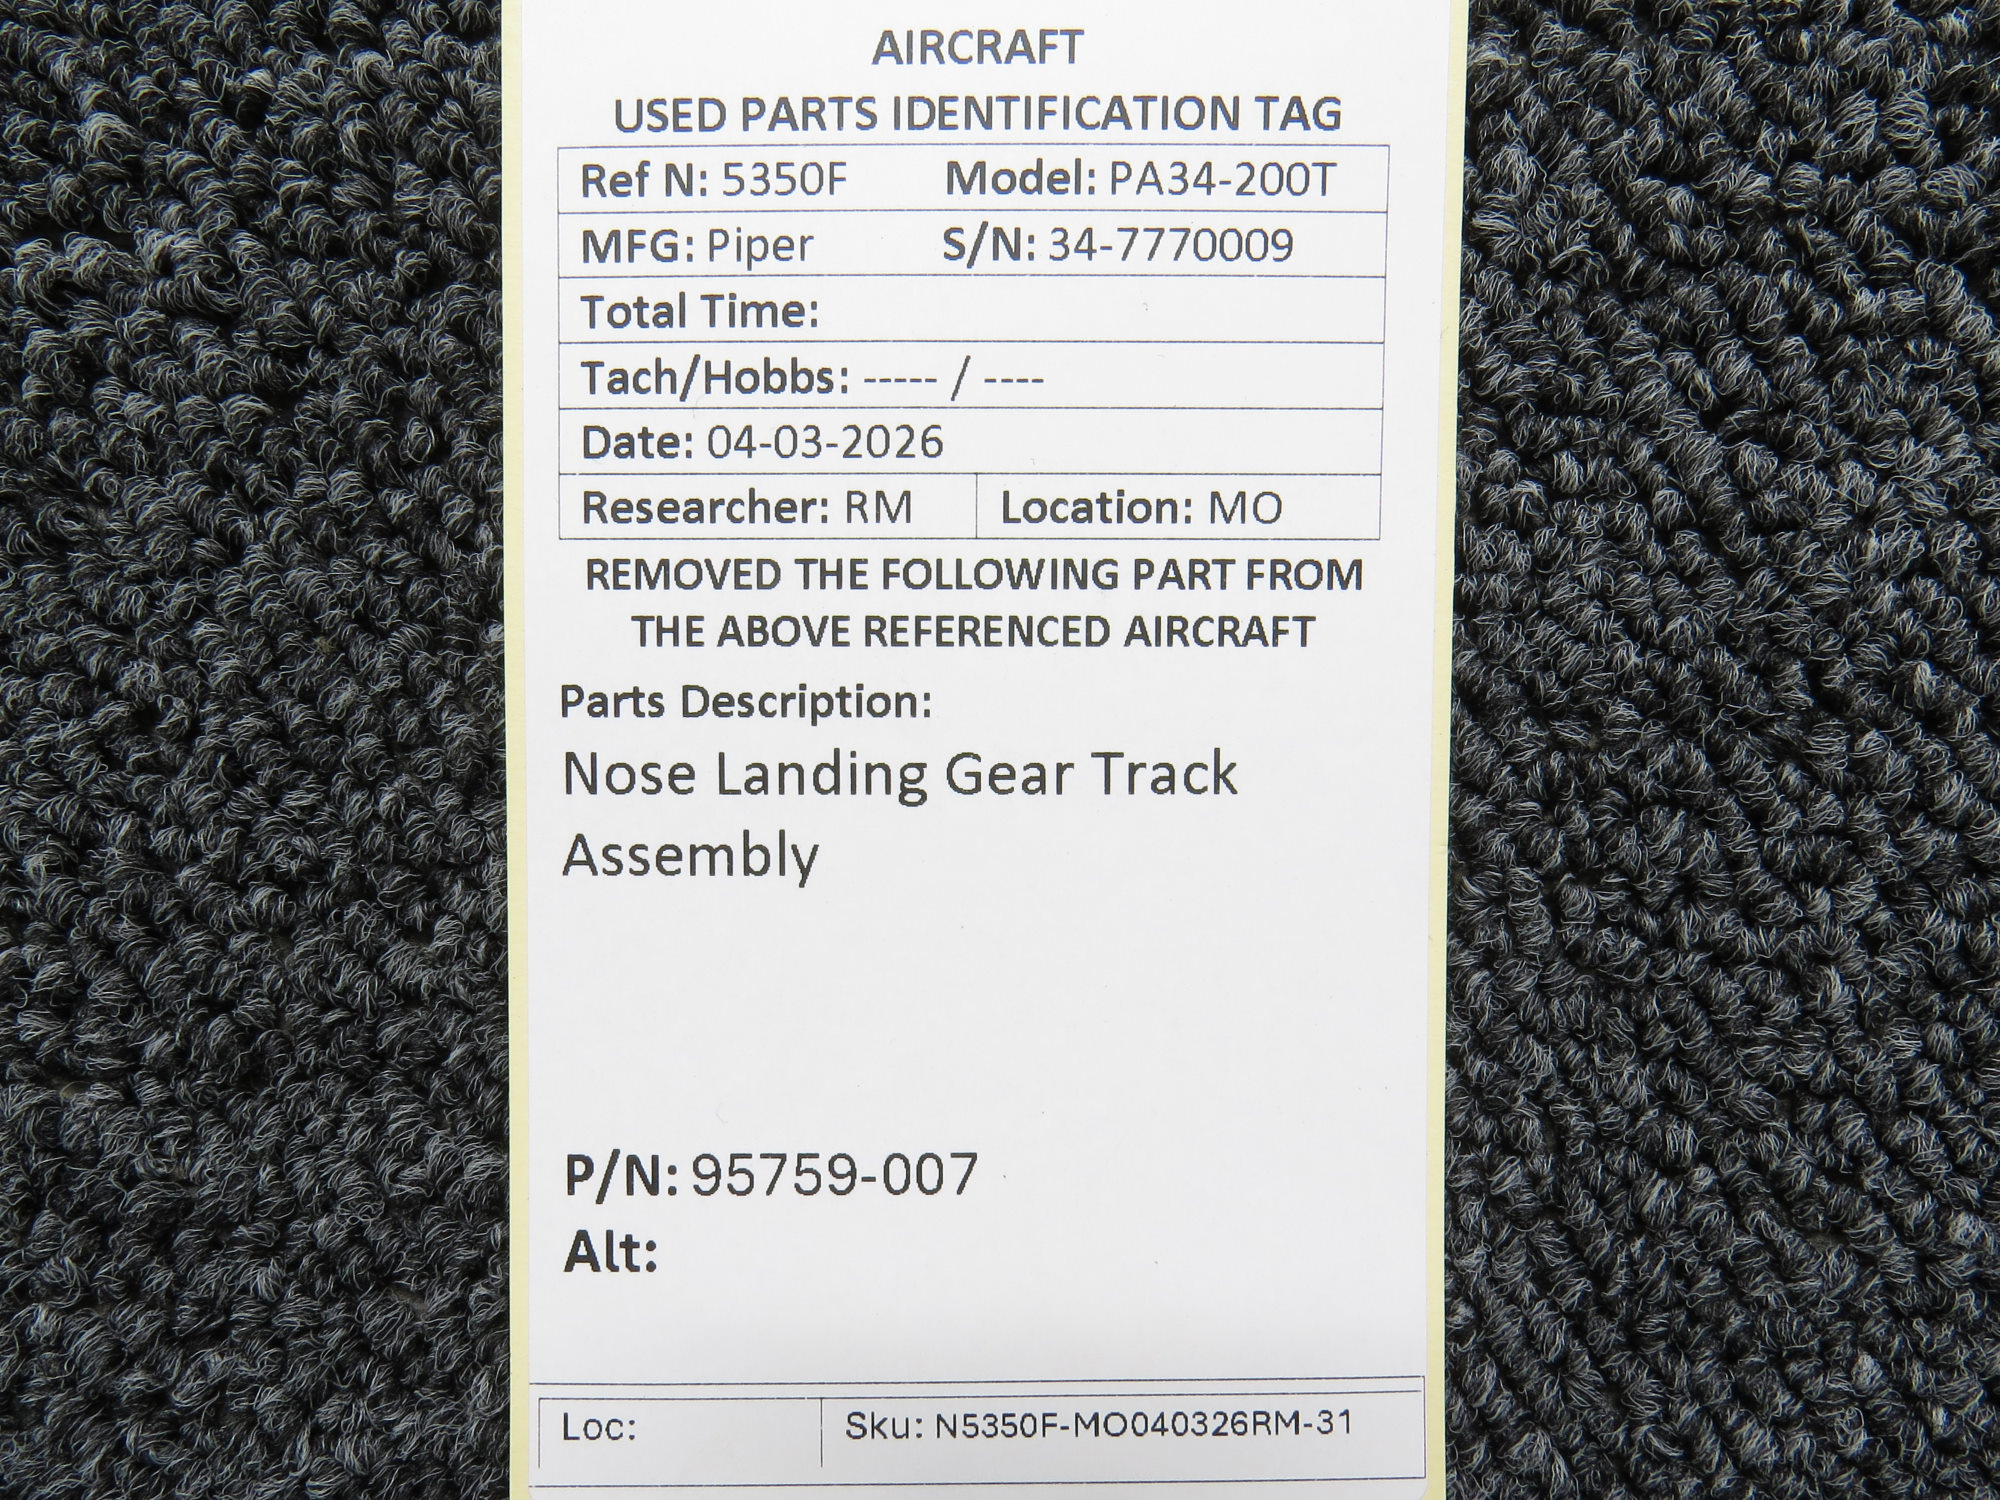 AIRCRAFT
USED PARTS IDENTIFICATION TAG
Ref N: 5350F Model: PA34-200T
MFG: Piper S/N: 34-7770009
Total Time:
Tach/Hobbs: ----- / ----
Date: 04-03-2026
Researcher: RM Location: MO
REMOVED THE FOLLOWING PART FROM
THE ABOVE REFERENCED AIRCRAFT
Parts Description:
Nose Landing Gear Track
Assembly
P/N: 95759-007
Alt:
Loc: Sku: N5350F-MO040326RM-31